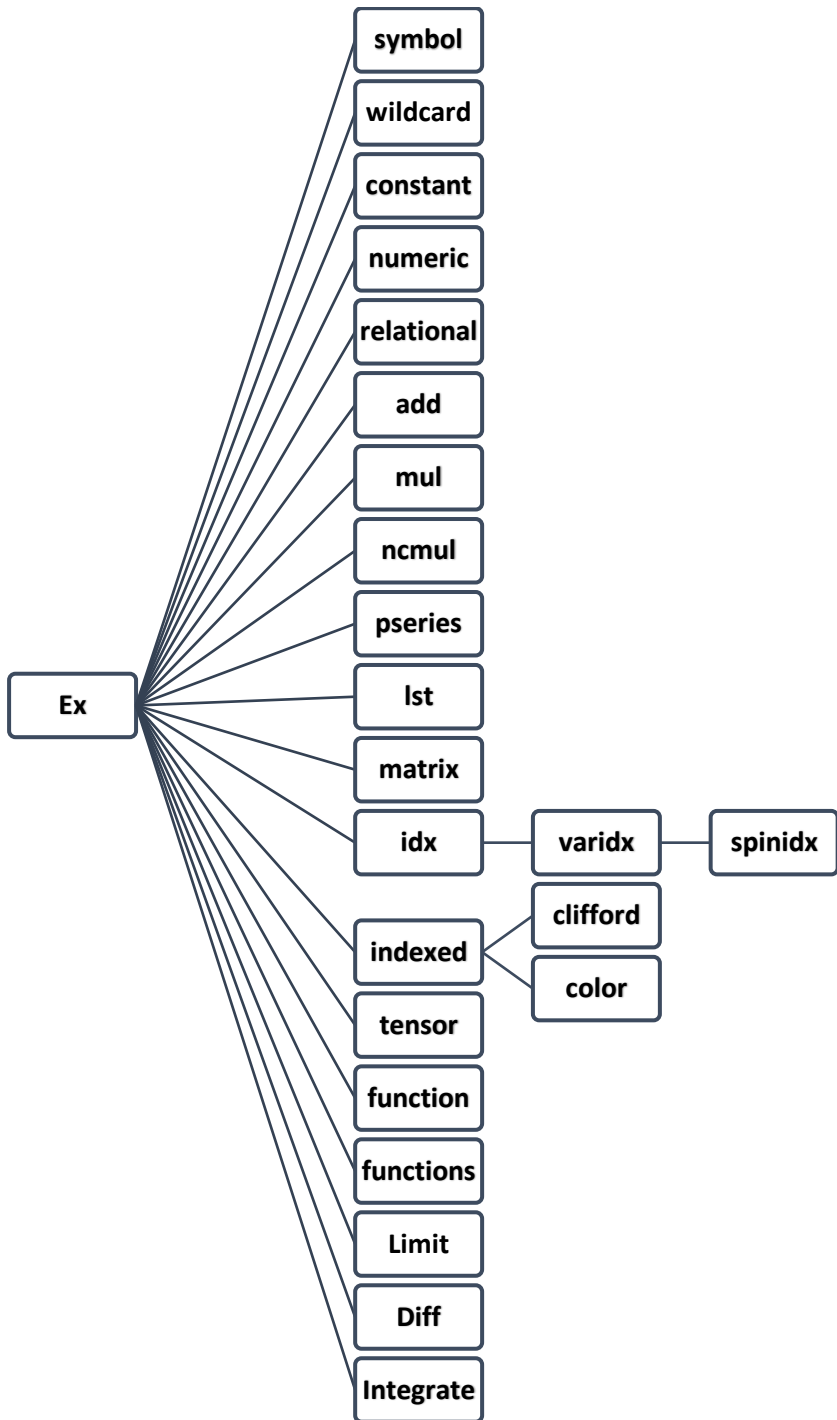 symbol
wildcard
constant
numeric
relational
add
mul
ncmul
pseries
Ex
lst
matrix
idx
varidx
spinidx
clifford
indexed
color
tensor
function
functions
Limit
Diff
Integrate